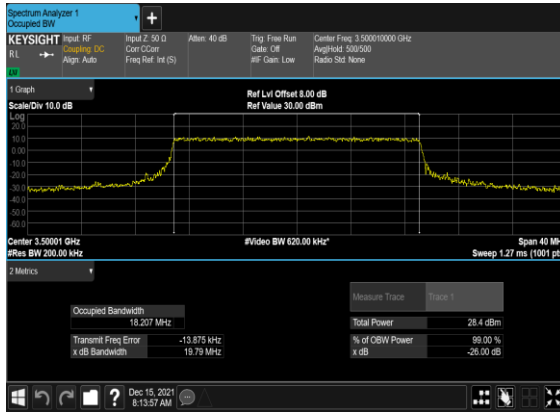 Spectrum Analyzer 1
Occupied BW
+
KEYSIGHT
RL
LV
Input: RF
Coupling: DC
Align: Auto
Input Z: 50 Ω
Corr CCorr
Freq Ref: Int (S)
Atten: 40 dB
Trig: Free Run
Gate: Off
#IF Gain: Low
Center Freq: 3.500010000 GHz
Avg|Hold: 500/500
Radio Std: None
1 Graph
Scale/Div 10.0 dB
Ref Lvl Offset 8.00 dB
Ref Value 30.00 dBm
Log
20.0
10.0
0.00
-10.0
-20.0
-30.0
-40.0
-50.0
-60.0
Center 3.50001 GHz
#Video BW 620.00 kHz*
Span 40 MH
#Res BW 200.00 kHz
Sweep 1.27 ms (1001 pt
2 Metrics
Measure Trace
Trace 1
Occupied Bandwidth
18.207 MHz
Total Power
28.4 dBm
Transmit Freq Error
-13.875 kHz
% of OBW Power
99.00 %
x dB Bandwidth
19.79 MHz
x dB
-26.00 dB
?
Dec 15, 2021
8:13:57 AM